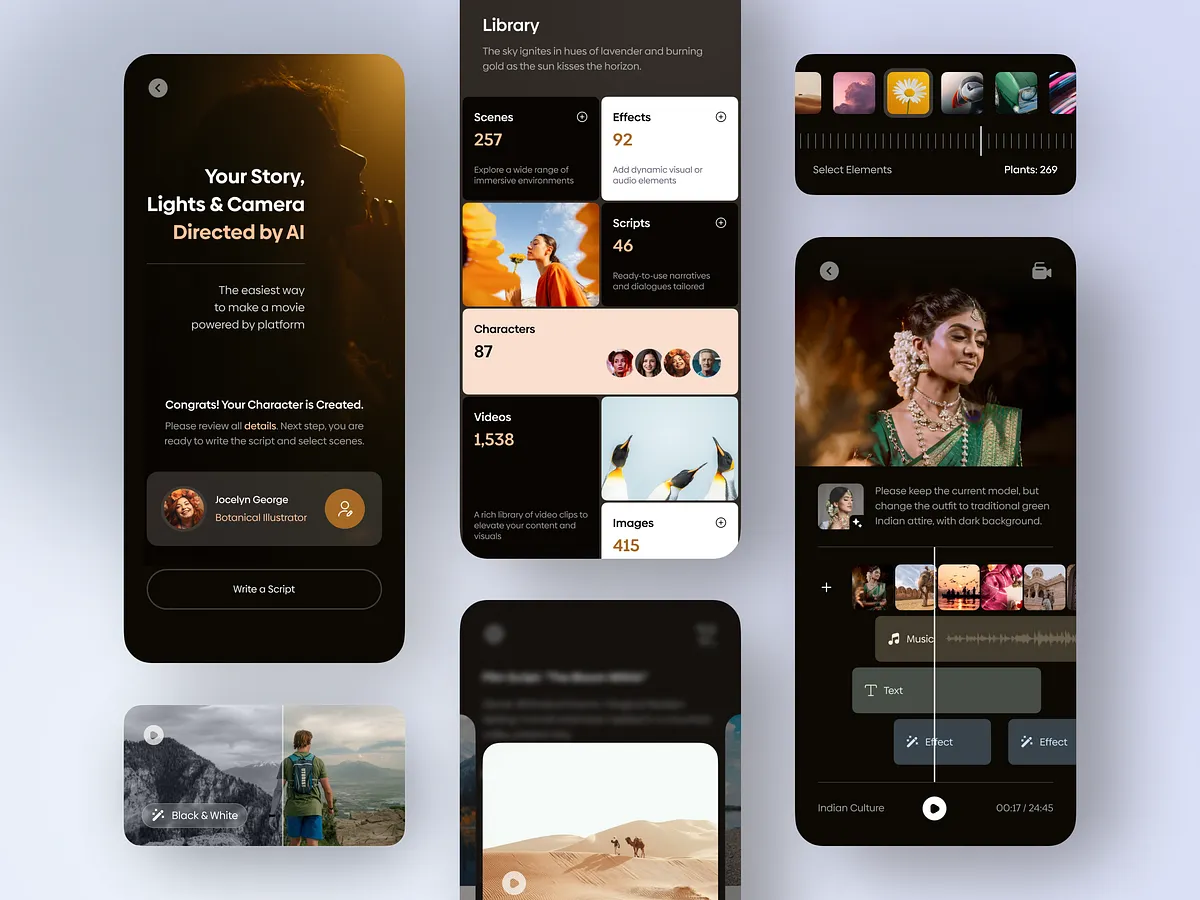 Your Story,
Lights & Camera
Directed by AI
The easiest way
to make a movie
powered by platform
Congrats! Your Character is Created.
Please review all details. Next step, you are
ready to write the script and select scenes.
Jocelyn George
Botanical Illustrator
Write a Script
Black & White
Library
The sky ignites in hues of lavender and burning
gold as the sun kisses the horizon.
Scenes
257
Explore a wide range of
immersive environments
Effects
92
Add dynamic visual or
audio elements
Scripts
46
Ready-to-use narratives
and dialogues tailored
Characters
87
Videos
1,538
A rich library of video clips to
elevate your content and
visuals
Images
415
Film Script: "The Bloom Within"
Select Elements
Plants: 269
Please keep the current model, but
change the outfit to traditional green
Indian attire, with dark background.
Music
Text
Effect
Effect
Indian Culture
00:17 / 24:45